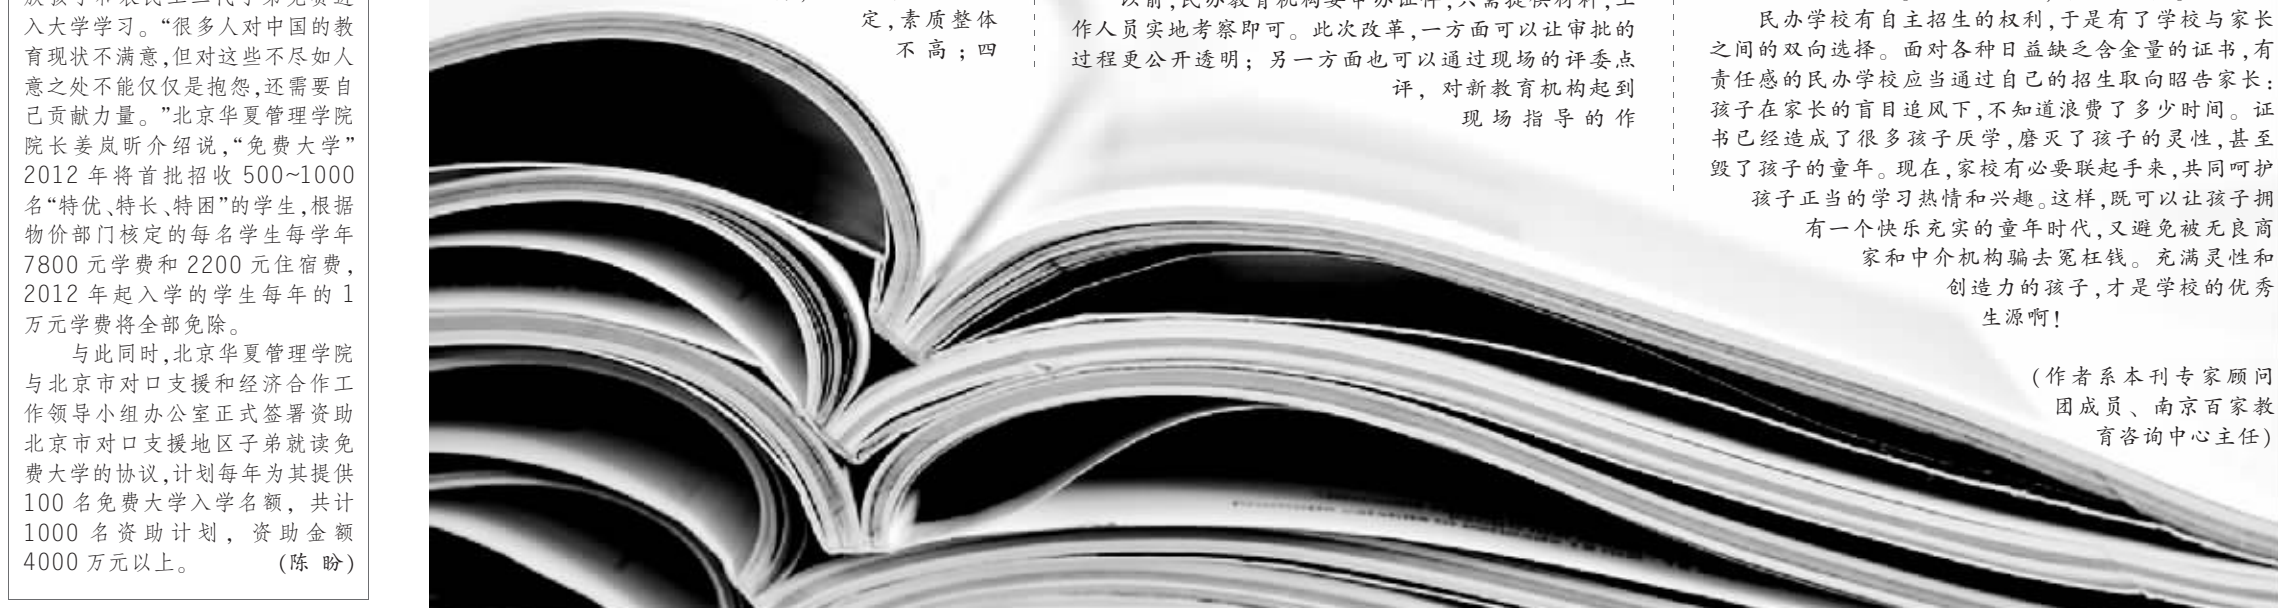 族孩子和农民工二代子弟免费进
入大学学习。“很多人对中国的教
育现状不满意,但对这些不尽如人
意之处不能仅仅是抱怨,还需要自
己贡献力量。”北京华夏管理学院
院长姜岚昕介绍说,“免费大学”
2012 年将首批招收 500~1000
名“特优、特长、特困”的学生,根据
物价部门核定的每名学生每学年
7800 元学费和 2200 元住宿费,
2012 年起入学的学生每年的 1
万元学费将全部免除。
与此同时,北京华夏管理学院
与北京市对口支援和经济合作工
作领导小组办公室正式签署资助
北京市对口支援地区子弟就读免
费大学的协议,计划每年为其提供
100 名免费大学入学名额, 共计
1000 名资助计划, 资助金额
4000 万元以上。 (陈 盼)
定,素质整体
不高;四
以前,民办教育机构要申办证件,只需提供材料,工
作人员实地考察即可。此次改革,一方面可以让审批的
过程更公开透明; 另一方面也可以通过现场的评委点
评, 对新教育机构起到
现场指导的作
民办学校有自主招生的权利,于是有了学校与家长
之间的双向选择。面对各种日益缺乏含金量的证书,有
责任感的民办学校应当通过自己的招生取向昭告家长:
孩子在家长的盲目追风下,不知道浪费了多少时间。证
书已经造成了很多孩子厌学,磨灭了孩子的灵性,甚至
毁了孩子的童年。现在,家校有必要联起手来,共同呵护
孩子正当的学习热情和兴趣。这样,既可以让孩子拥
有一个快乐充实的童年时代,又避免被无良商
家和中介机构骗去冤枉钱。充满灵性和
创造力的孩子,才是学校的优秀
生源啊!
(作者系本刊专家顾问
团成员、南京百家教
育咨询中心主任)